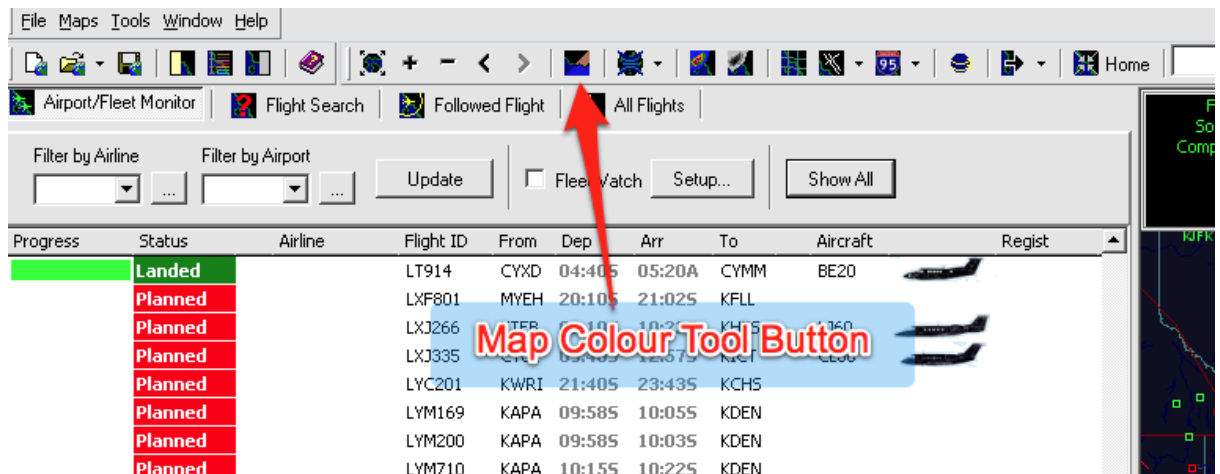 File Maps Tools Window Help
95 Home
Airport/Fleet Monitor Flight Search Followed Flight All Flights
Filter by Airline Filter by Airport
... ... Update Fleet Watch Setup... Show All
Progress Status Airline Flight ID From Dep Arr To Aircraft Regist
Landed LT914 CYXD 04:40S 05:20A CYMM BE20
Planned LXF801 MYEH 20:10S 21:02S KFLL
Planned LXJ266 LJ60
Planned LXJ335
Map Colour Tool Button
Planned LYC201 KWRI 21:40S 23:43S KCHS
Planned LYM169 KAPA 09:58S 10:05S KDEN
Planned LYM200 KAPA 09:58S 10:03S KDEN
Planned LYM710 KAPA 10:15S 10:22S KDEN
KJFK